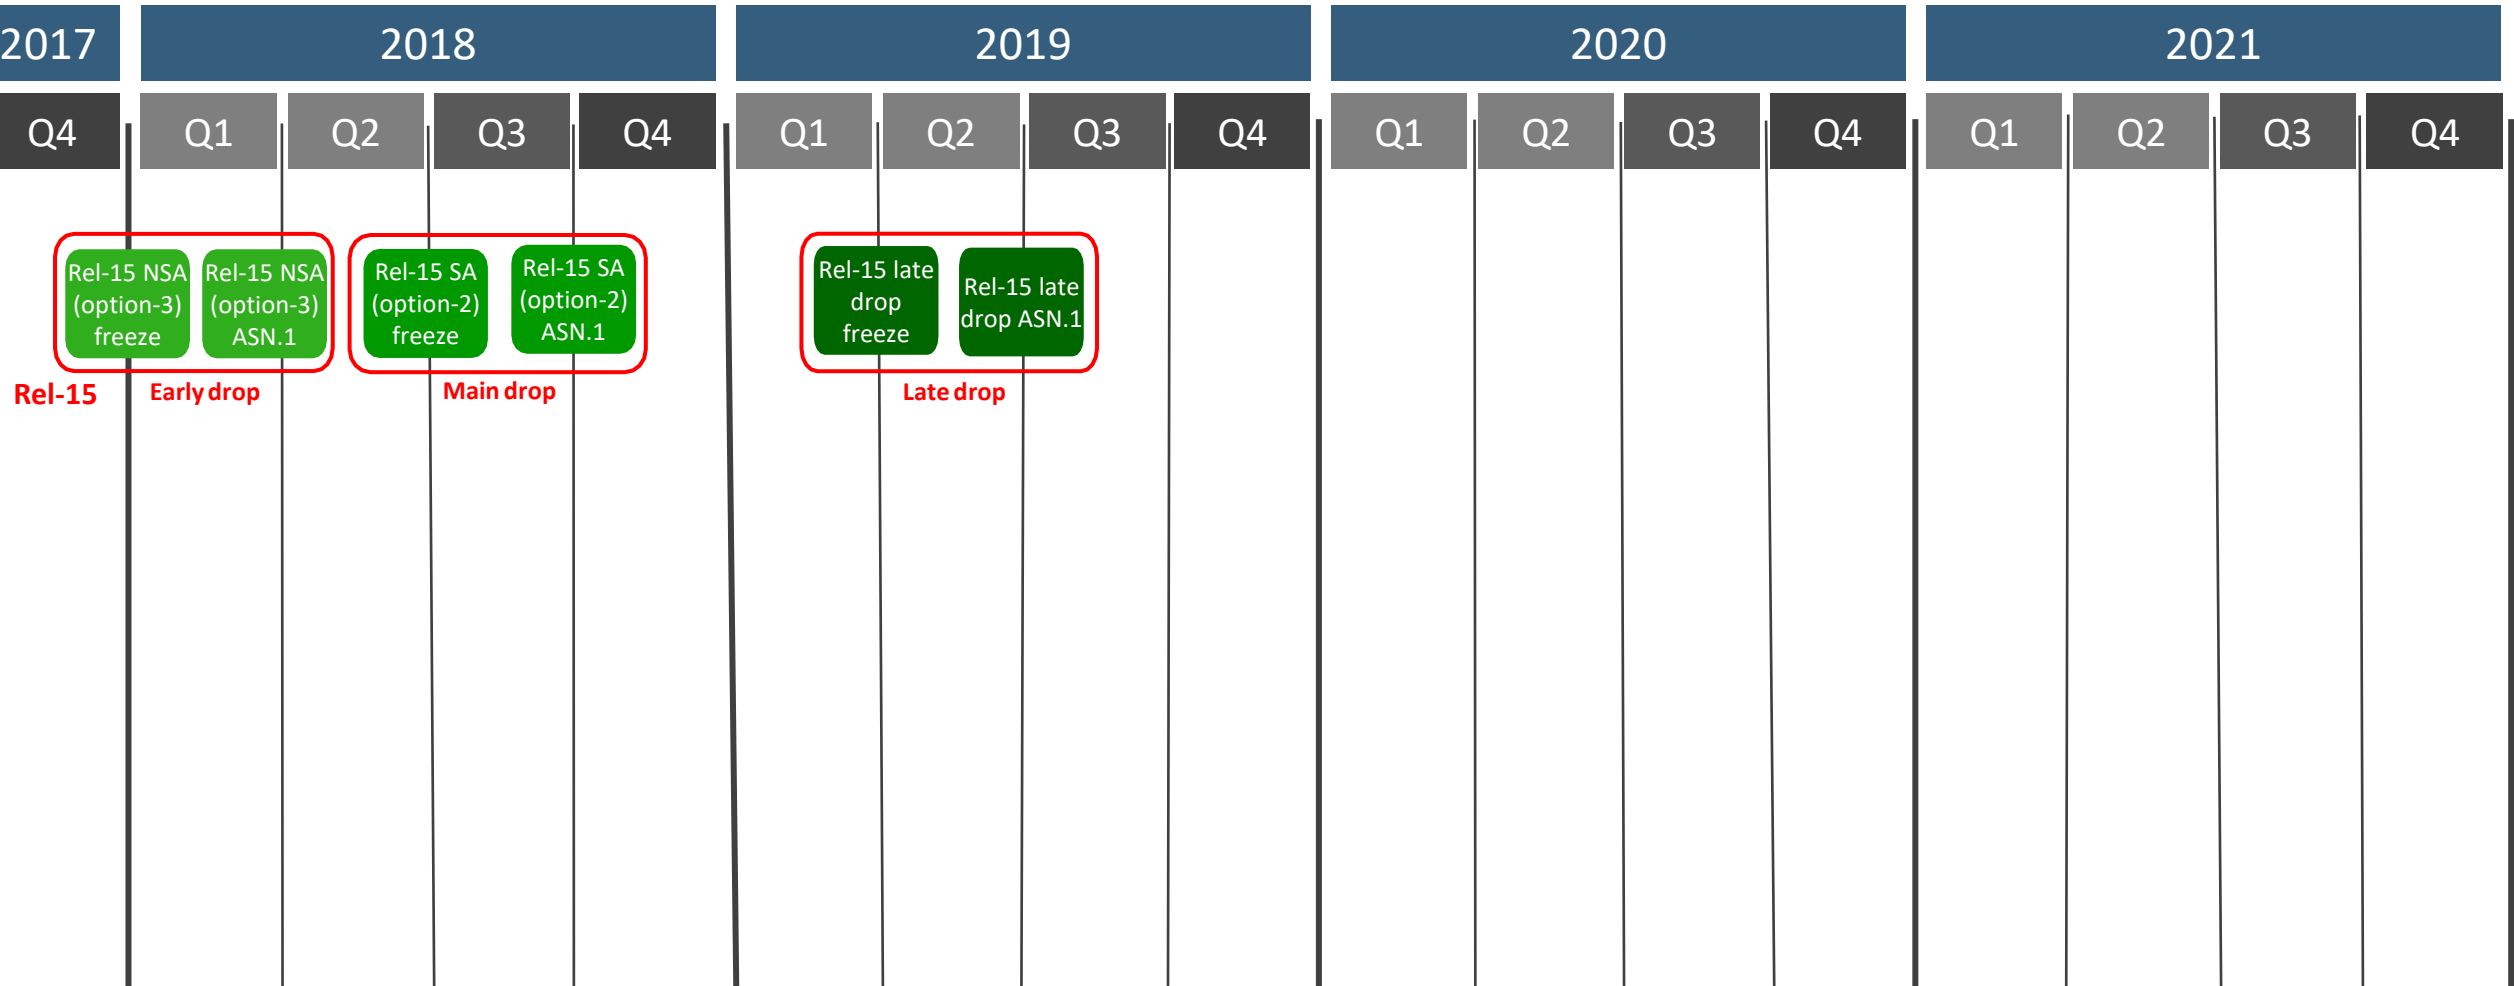 2017 2018 2019 2020 2021
Q4 Q1 Q2 Q3 Q4 Q1 Q2 Q3 Q4 Q1 Q2 Q3 Q4 Q1 Q2 Q3 Q4
Rel-15 NSA
(option-3)
freeze
Rel-15 NSA
(option-3)
ASN.1
Rel-15 SA
(option-2)
freeze
Rel-15 SA
(option-2)
ASN.1
Rel-15 late
drop
freeze
Rel-15 late
drop ASN.1
Rel-15
Early drop
Main drop
Late drop